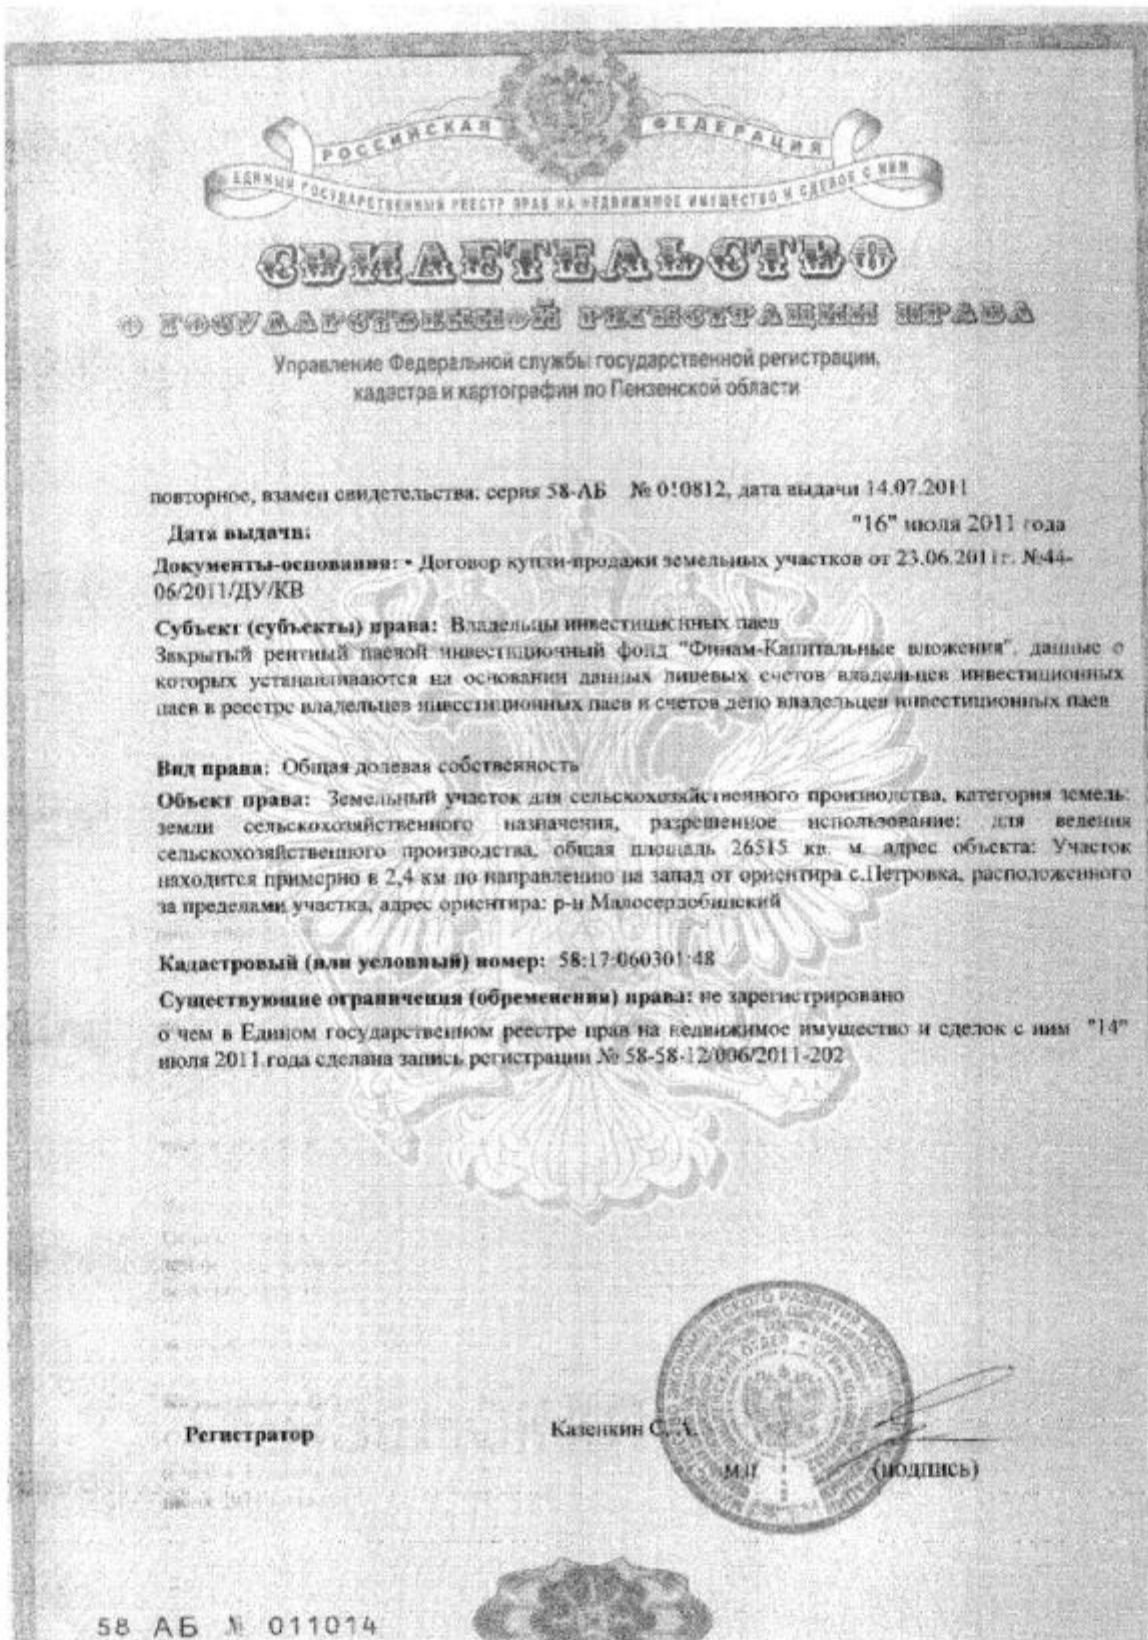 РОССИЙСКАЯ ФЕДЕРАЦИЯ
ЕДИНЫЙ ГОСУДАРСТВЕННЫЙ РЕЕСТР ПРАВ НА НЕДВИЖИМОЕ ИМУЩЕСТВО И СДЕЛОК С НИМ
СВИДЕТЕЛЬСТВО
О ГОСУДАРСТВЕННОЙ РЕГИСТРАЦИИ ПРАВА
Управление Федеральной службы государственной регистрации,
кадастра и картографии по Пензенской области
повторное, взамен свидетельства: серия 58-АБ № 010812, дата выдачи 14.07.2011
Дата выдачи: "16" июля 2011 года
Документы-основания: • Договор купли-продажи земельных участков от 23.06.2011г. №44-
06/2011/ДУ/КВ
Субъект (субъекты) права: Владельцы инвестиционных паев
Закрытый рентный паевой инвестиционный фонд "Финам-Капитальные вложения", данные о
которых устанавливаются на основании данных лицевых счетов владельцев инвестиционных
паев в реестре владельцев инвестиционных паев и счетов депо владельцев инвестиционных паев
Вид права: Общая долевая собственность
Объект права: Земельный участок для сельскохозяйственного производства, категория земель:
земли сельскохозяйственного назначения, разрешенное использование: для ведения
сельскохозяйственного производства, общая площадь 26515 кв. м. адрес объекта: Участок
находится примерно в 2,4 км по направлению на запад от ориентира с.Петровка, расположенного
за пределами участка, адрес ориентира: р-н Малосердобинский
Кадастровый (или условный) номер: 58:17:060301:48
Существующие ограничения (обременения) права: не зарегистрировано
о чем в Едином государственном реестре прав на недвижимое имущество и сделок с ним "14"
июля 2011 года сделана запись регистрации № 58-58-12/006/2011-202
Регистратор Казенкин С. А.
М.П. (подпись)
58 АБ № 011014